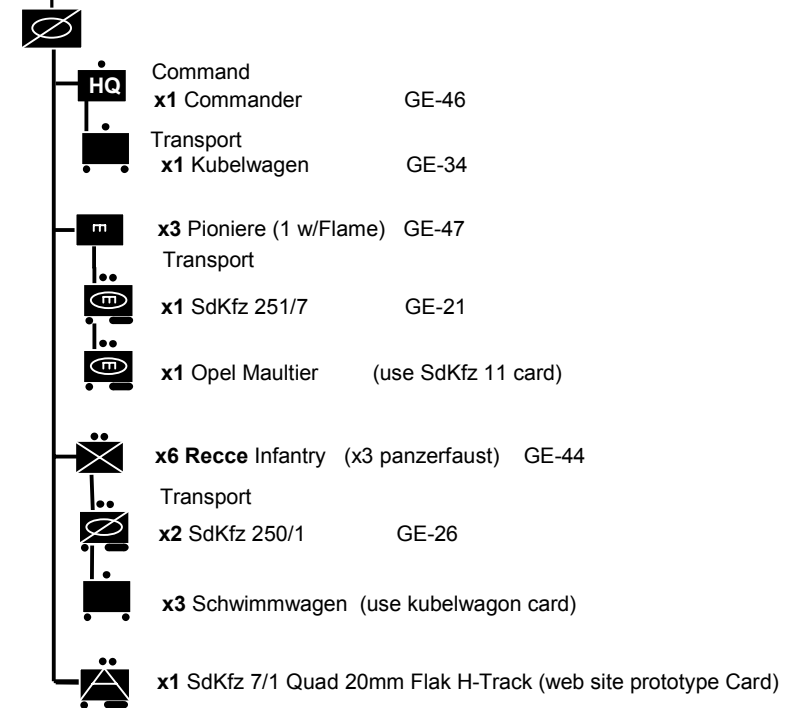 HQ
Command
x1 Commander GE-46
Transport
x1 Kubelwagen GE-34
E
x3 Pioniere (1 w/Flame) GE-47
Transport
E
x1 SdKfz 251/7 GE-21
E
x1 Opel Maultier (use SdKfz 11 card)
x6 Recce Infantry (x3 panzerfaust) GE-44
Transport
x2 SdKfz 250/1 GE-26
x3 Schwimmwagen (use kubelwagon card)
x1 SdKfz 7/1 Quad 20mm Flak H-Track (web site prototype Card)